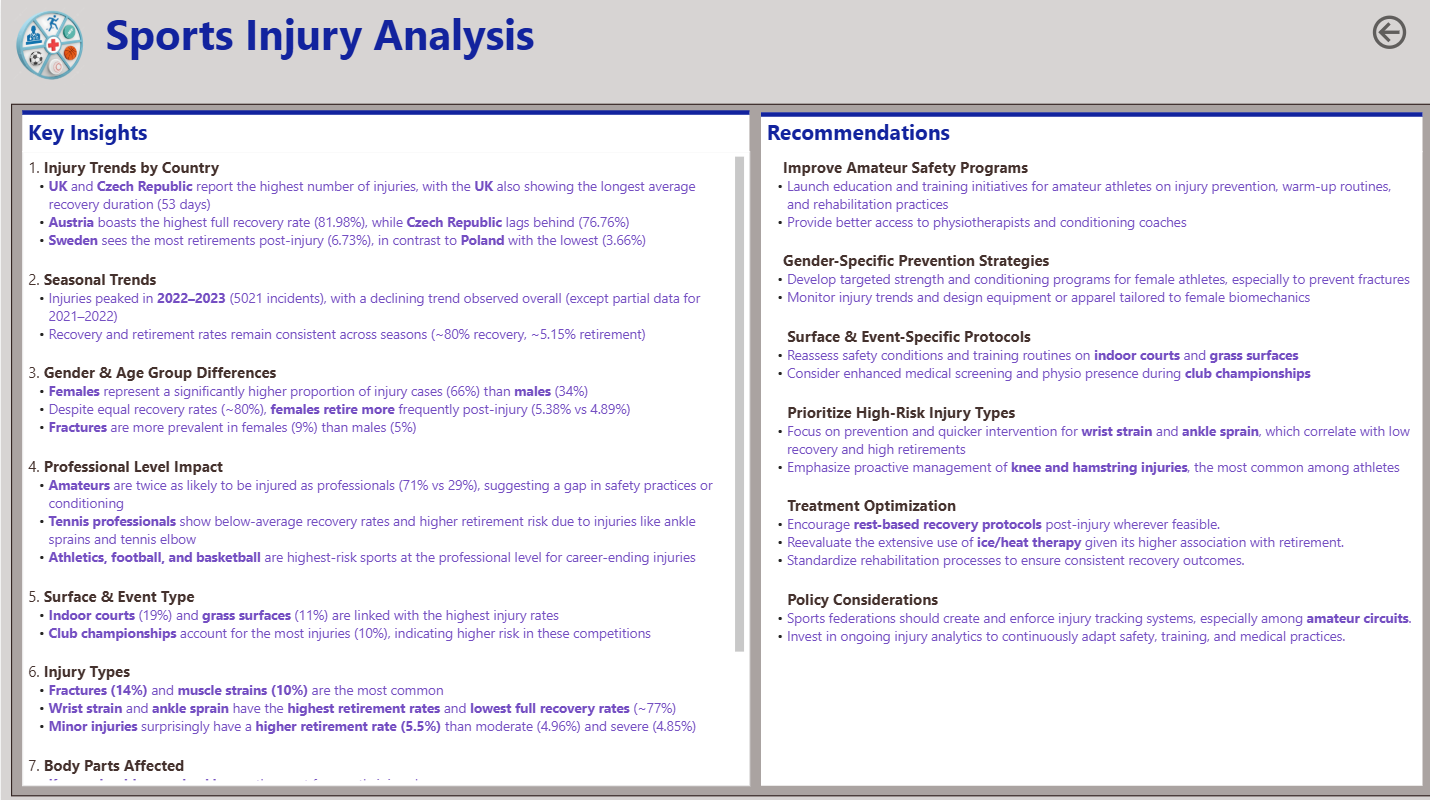 Sports Injury Analysis
Key Insights
1. Injury Trends by Country
• UK and Czech Republic report the highest number of injuries, with the UK also showing the longest average
recovery duration (53 days)
• Austria boasts the highest full recovery rate (81.98%), while Czech Republic lags behind (76.76%)
• Sweden sees the most retirements post-injury (6.73%), in contrast to Poland with the lowest (3.66%)
2. Seasonal Trends
• Injuries peaked in 2022–2023 (5021 incidents), with a declining trend observed overall (except partial data for
2021–2022)
• Recovery and retirement rates remain consistent across seasons (~80% recovery, ~5.15% retirement)
3. Gender & Age Group Differences
• Females represent a significantly higher proportion of injury cases (66%) than males (34%)
• Despite equal recovery rates (~80%), females retire more frequently post-injury (5.38% vs 4.89%)
• Fractures are more prevalent in females (9%) than males (5%)
4. Professional Level Impact
• Amateurs are twice as likely to be injured as professionals (71% vs 29%), suggesting a gap in safety practices or
conditioning
• Tennis professionals show below-average recovery rates and higher retirement risk due to injuries like ankle
sprains and tennis elbow
• Athletics, football, and basketball are highest-risk sports at the professional level for career-ending injuries
5. Surface & Event Type
• Indoor courts (19%) and grass surfaces (11%) are linked with the highest injury rates
• Club championships account for the most injuries (10%), indicating higher risk in these competitions
6. Injury Types
• Fractures (14%) and muscle strains (10%) are the most common
• Wrist strain and ankle sprain have the highest retirement rates and lowest full recovery rates (~77%)
• Minor injuries surprisingly have a higher retirement rate (5.5%) than moderate (4.96%) and severe (4.85%)
7. Body Parts Affected
Recommendations
Improve Amateur Safety Programs
• Launch education and training initiatives for amateur athletes on injury prevention, warm-up routines,
and rehabilitation practices
• Provide better access to physiotherapists and conditioning coaches
Gender-Specific Prevention Strategies
• Develop targeted strength and conditioning programs for female athletes, especially to prevent fractures
• Monitor injury trends and design equipment or apparel tailored to female biomechanics
Surface & Event-Specific Protocols
• Reassess safety conditions and training routines on indoor courts and grass surfaces
• Consider enhanced medical screening and physio presence during club championships
Prioritize High-Risk Injury Types
• Focus on prevention and quicker intervention for wrist strain and ankle sprain, which correlate with low
recovery and high retirements
• Emphasize proactive management of knee and hamstring injuries, the most common among athletes
Treatment Optimization
• Encourage rest-based recovery protocols post-injury wherever feasible.
• Reevaluate the extensive use of ice/heat therapy given its higher association with retirement.
• Standardize rehabilitation processes to ensure consistent recovery outcomes.
Policy Considerations
• Sports federations should create and enforce injury tracking systems, especially among amateur circuits.
• Invest in ongoing injury analytics to continuously adapt safety, training, and medical practices.